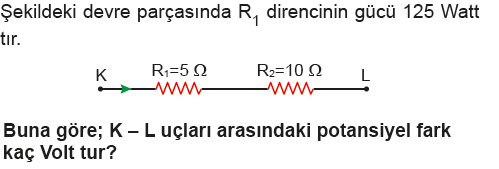 Şekildeki devre parçasında R₁ direncinin gücü 125 Watt
tır.
K R₁=5 Ω R₂=10 Ω L
Buna göre; K – L uçları arasındaki potansiyel fark
kaç Volt tur?